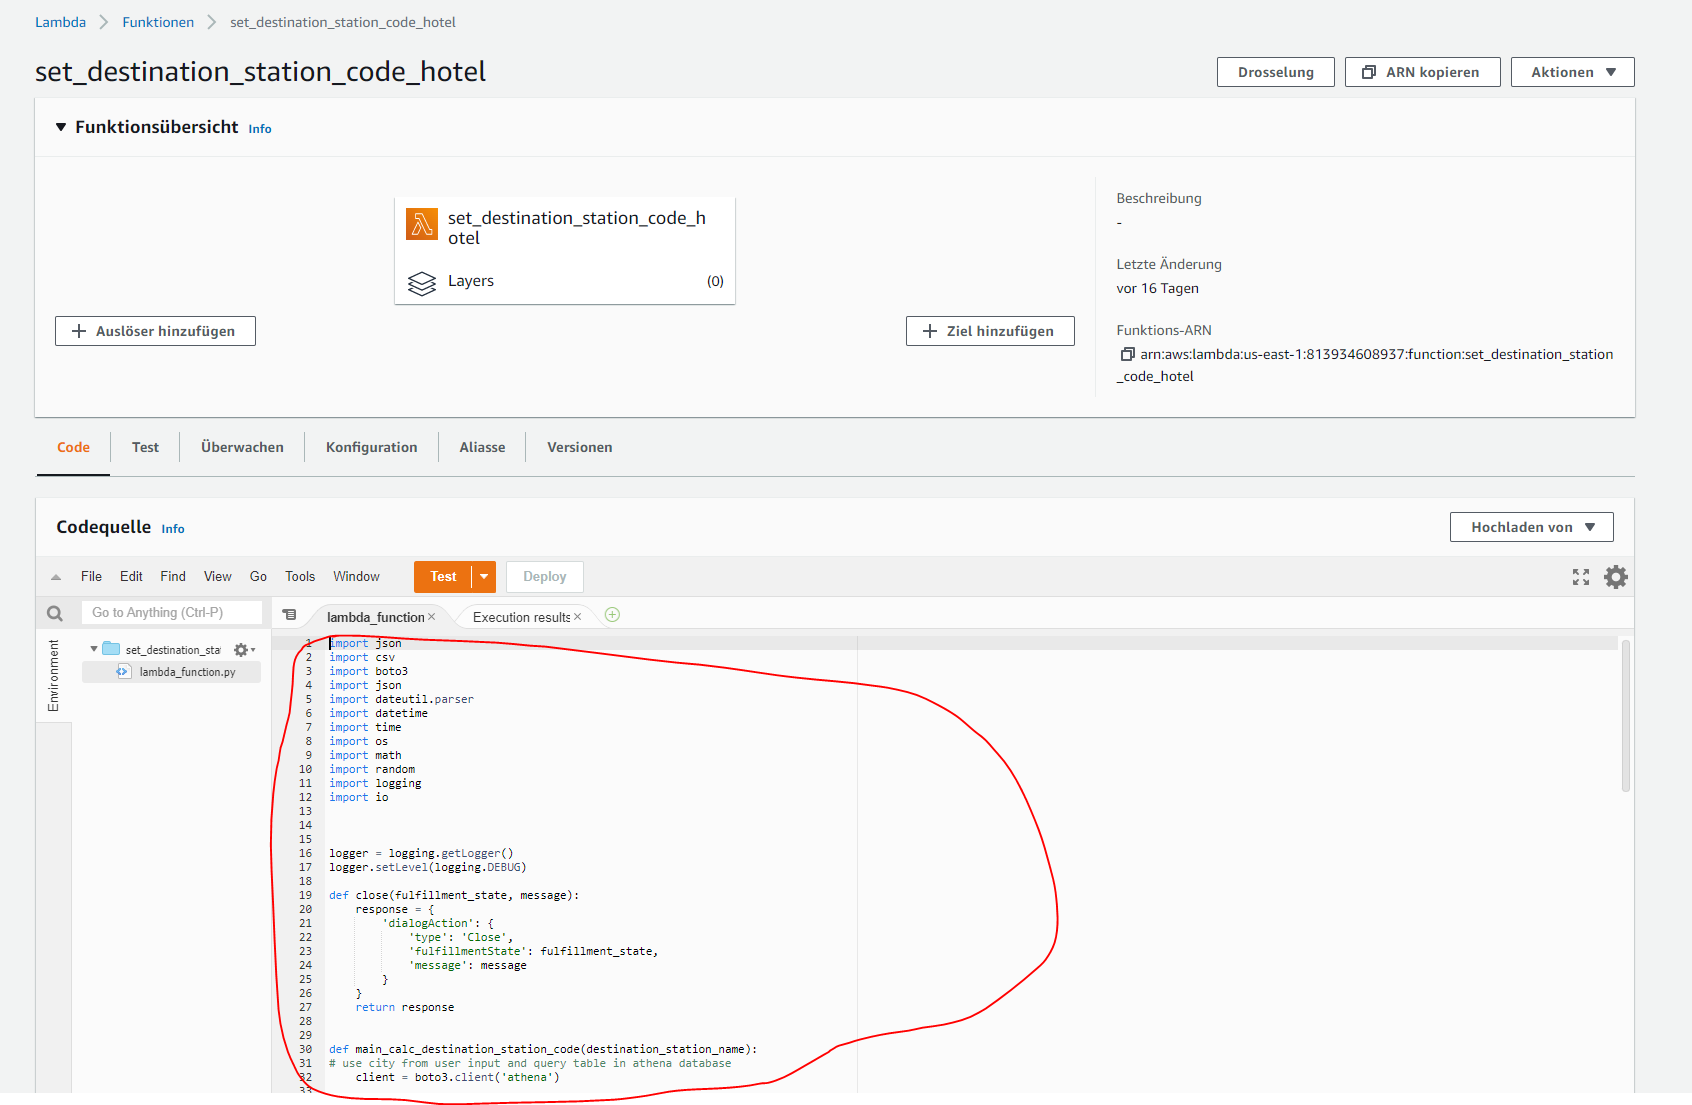 Lambda > Funktionen > set_destination_station_code_hotel
set_destination_station_code_hotel
Drosselung
ARN kopieren
Aktionen
Funktionsübersicht Info
set_destination_station_code_h
otel
Layers (0)
Auslöser hinzufügen
Ziel hinzufügen
Beschreibung
-
Letzte Änderung
vor 16 Tagen
Funktions-ARN
arn:aws:lambda:us-east-1:813934608937:function:set_destination_station
_code_hotel
Code Test Überwachen Konfiguration Aliasse Versionen
Codequelle Info
Hochladen von
File Edit Find View Go Tools Window Test Deploy
Go to Anything (Ctrl-P)
lambda_function × Execution results ×
Environment
set_destination_sta
lambda_function.py
1 import json
2 import csv
3 import boto3
4 import json
5 import dateutil.parser
6 import datetime
7 import time
8 import os
9 import math
10 import random
11 import logging
12 import io
13
14
15
16 logger = logging.getLogger()
17 logger.setLevel(logging.DEBUG)
18
19 def close(fulfillment_state, message):
20     response = {
21         'dialogAction': {
22             'type': 'Close',
23             'fulfillmentState': fulfillment_state,
24             'message': message
25         }
26     }
27     return response
28
29
30 def main_calc_destination_station_code(destination_station_name):
31 # use city from user input and query table in athena database
32     client = boto3.client('athena')
33